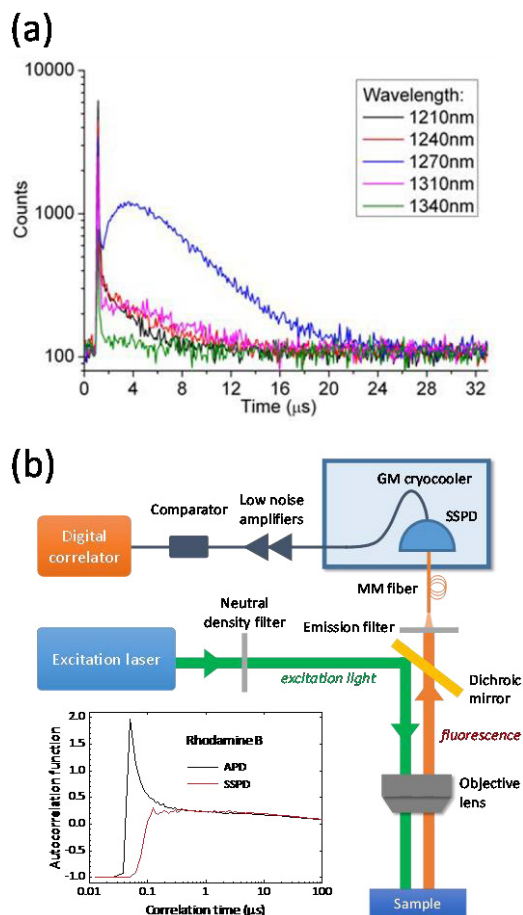 (a)
10000
1000
100
Counts
Wavelength:
1210nm
1240nm
1270nm
1310nm
1340nm
0 4 8 12 16 20 24 28 32
Time (μs)
(b)
GM cryocooler
SSPD
Low noise
amplifiers
Comparator
Digital
correlator
MM fiber
Neutral
density filter
Emission filter
Excitation laser
excitation light
Dichroic
mirror
fluorescence
Objective
lens
Sample
Autocorrelation function
2.0
1.5
1.0
0.5
0.0
-0.5
-1.0
Rhodamine B
APD
SSPD
0.01 0.1 1 10 100
Correlation time (μs)